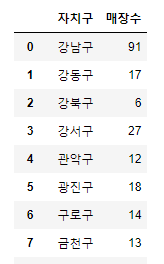 자치구 매장수
0 강남구 91
1 강동구 17
2 강북구 6
3 강서구 27
4 관악구 12
5 광진구 18
6 구로구 14
7 금천구 13